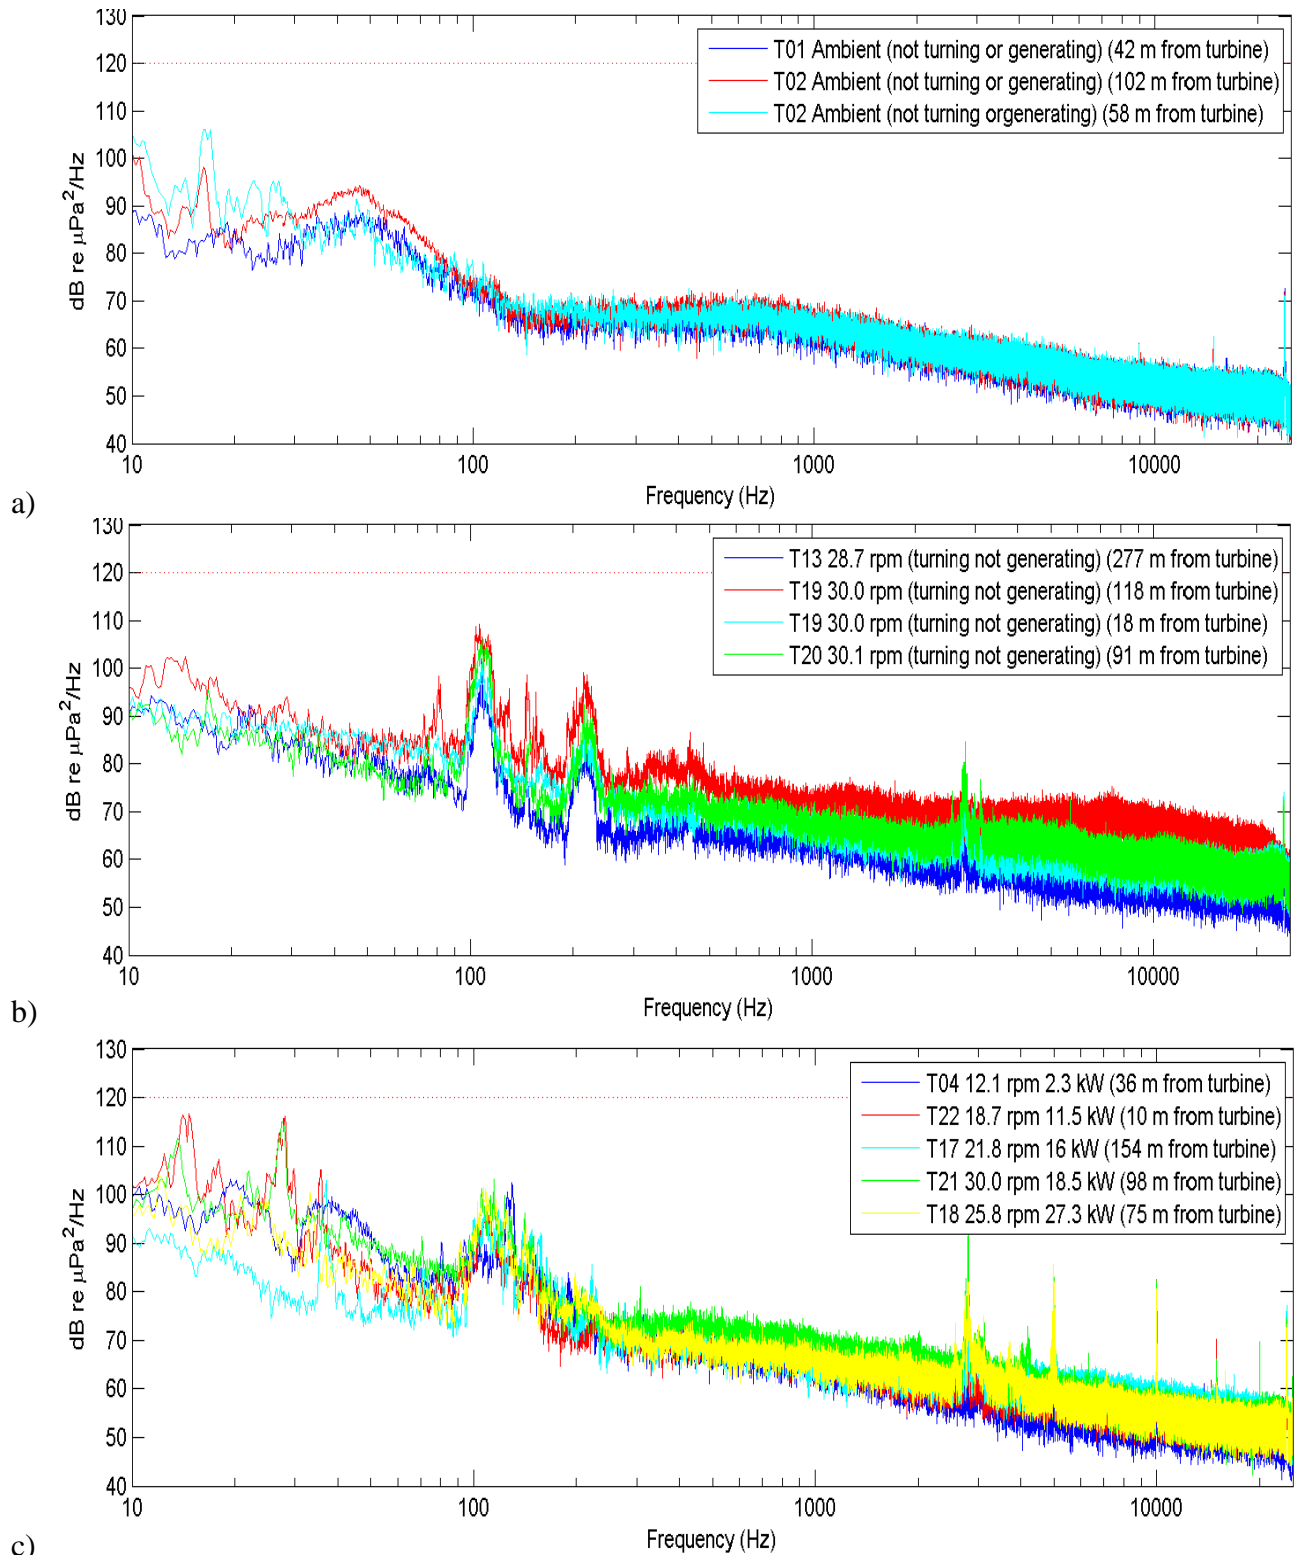 130
120
110
100
90
80
70
60
50
40
dB re μPa²/Hz
T01 Ambient (not turning or generating) (42 m from turbine)
T02 Ambient (not turning or generating) (102 m from turbine)
T02 Ambient (not turning orgenerating) (58 m from turbine)
10 100 1000 10000
Frequency (Hz)
a)
130
120
110
100
90
80
70
60
50
40
dB re μPa²/Hz
T13 28.7 rpm (turning not generating) (277 m from turbine)
T19 30.0 rpm (turning not generating) (118 m from turbine)
T19 30.0 rpm (turning not generating) (18 m from turbine)
T20 30.1 rpm (turning not generating) (91 m from turbine)
10 100 1000 10000
Frequency (Hz)
b)
130
120
110
100
90
80
70
60
50
40
dB re μPa²/Hz
T04 12.1 rpm 2.3 kW (36 m from turbine)
T22 18.7 rpm 11.5 kW (10 m from turbine)
T17 21.8 rpm 16 kW (154 m from turbine)
T21 30.0 rpm 18.5 kW (98 m from turbine)
T18 25.8 rpm 27.3 kW (75 m from turbine)
10 100 1000 10000
Frequency (Hz)
c)